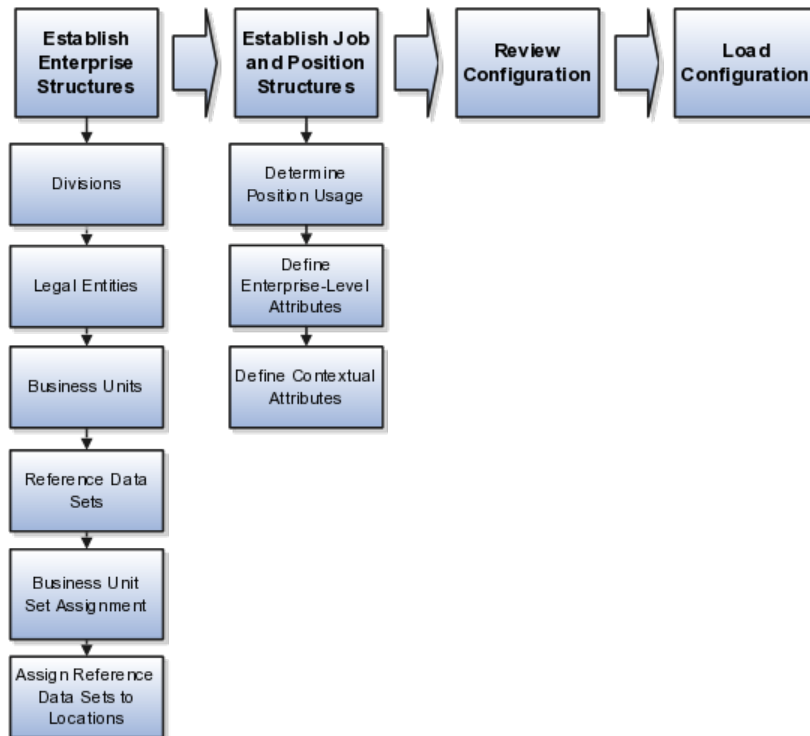 Establish
Enterprise
Structures
Establish Job
and Position
Structures
Review
Configuration
Load
Configuration
Divisions
Legal Entities
Business Units
Reference Data
Sets
Business Unit
Set Assignment
Assign Reference
Data Sets to
Locations
Determine
Position Usage
Define
Enterprise-Level
Attributes
Define Contextual
Attributes